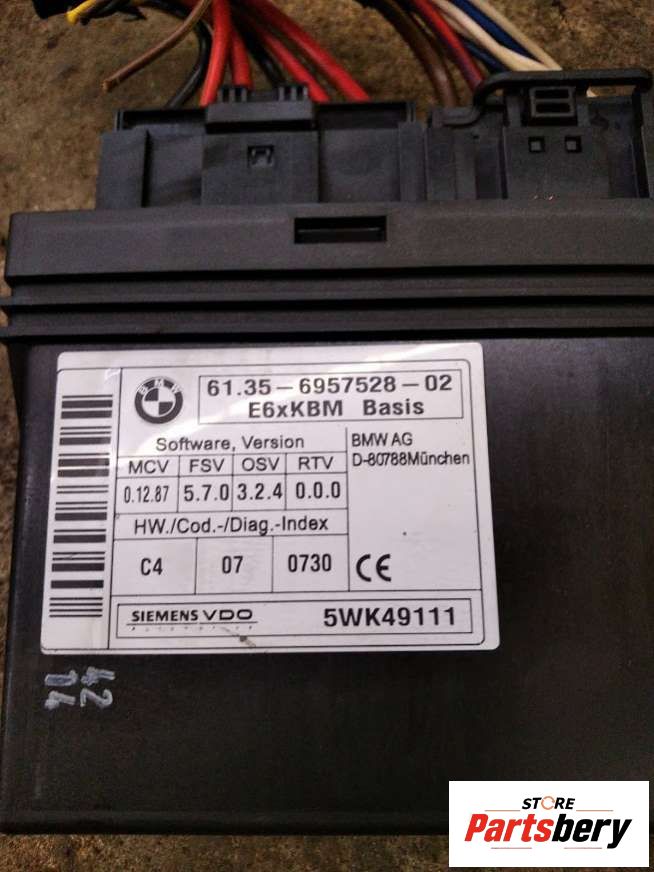 BMW
61.35-6957528-02
E6xKBM Basis
Software, Version
MCV FSV OSV RTV
0.12.87 5.7.0 3.2.4 0.0.0
HW./Cod.-/Diag.-Index
C4 07 0730
BMW AG
D-80788München
CE
SIEMENS VDO
5WK49111
42
14
STORE
Partsbery